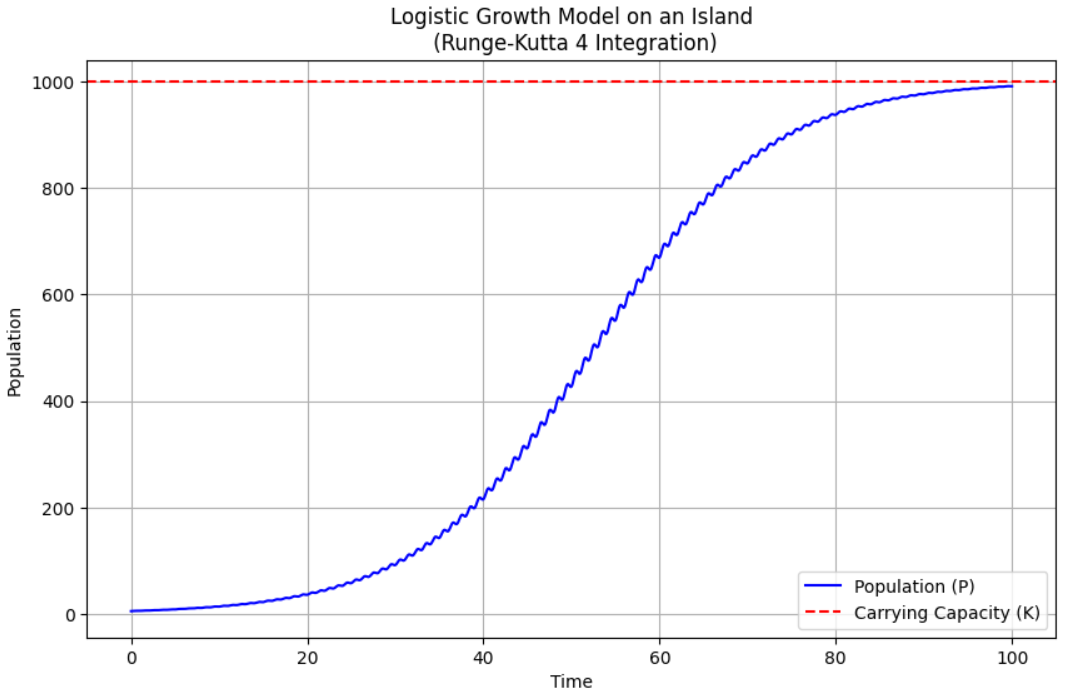 Logistic Growth Model on an Island
(Runge-Kutta 4 Integration)
1000
800
600
400
200
0
Population
Population (P)
Carrying Capacity (K)
0 20 40 60 80 100
Time